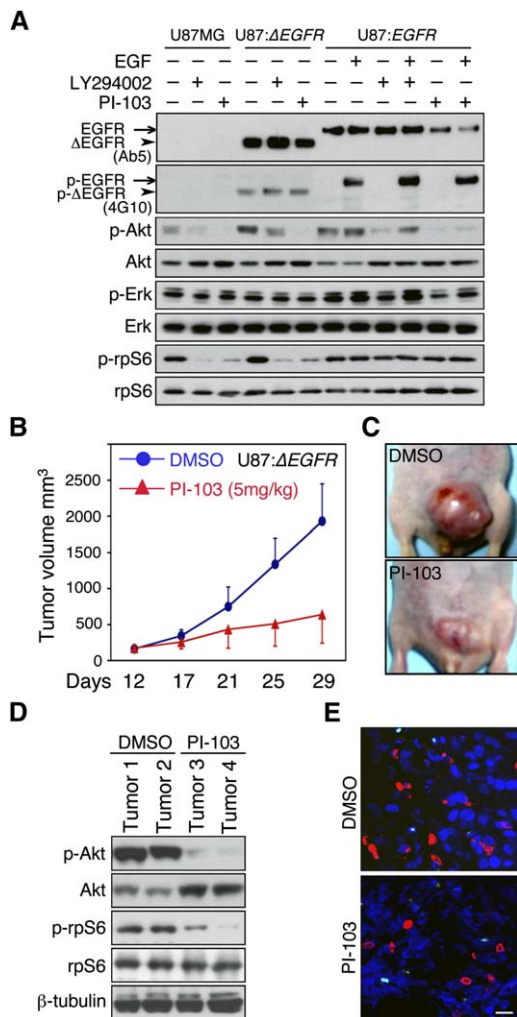 A
U87MG U87:ΔEGFR U87:EGFR
EGF − − − − − − − + − + − +
LY294002 − + − − + − − − + + − −
PI-103 − − + − − + − − − − + +
EGFR
ΔEGFR
(Ab5)
p-EGFR
p-ΔEGFR
(4G10)
p-Akt
Akt
p-Erk
Erk
p-rpS6
rpS6
B
DMSO U87:ΔEGFR
PI-103 (5mg/kg)
Tumor volume mm³
2500
2000
1500
1000
500
0
Days 12 17 21 25 29
C
DMSO
PI-103
D
DMSO PI-103
Tumor 1 Tumor 2 Tumor 3 Tumor 4
p-Akt
Akt
p-rpS6
rpS6
β-tubulin
E
DMSO
PI-103